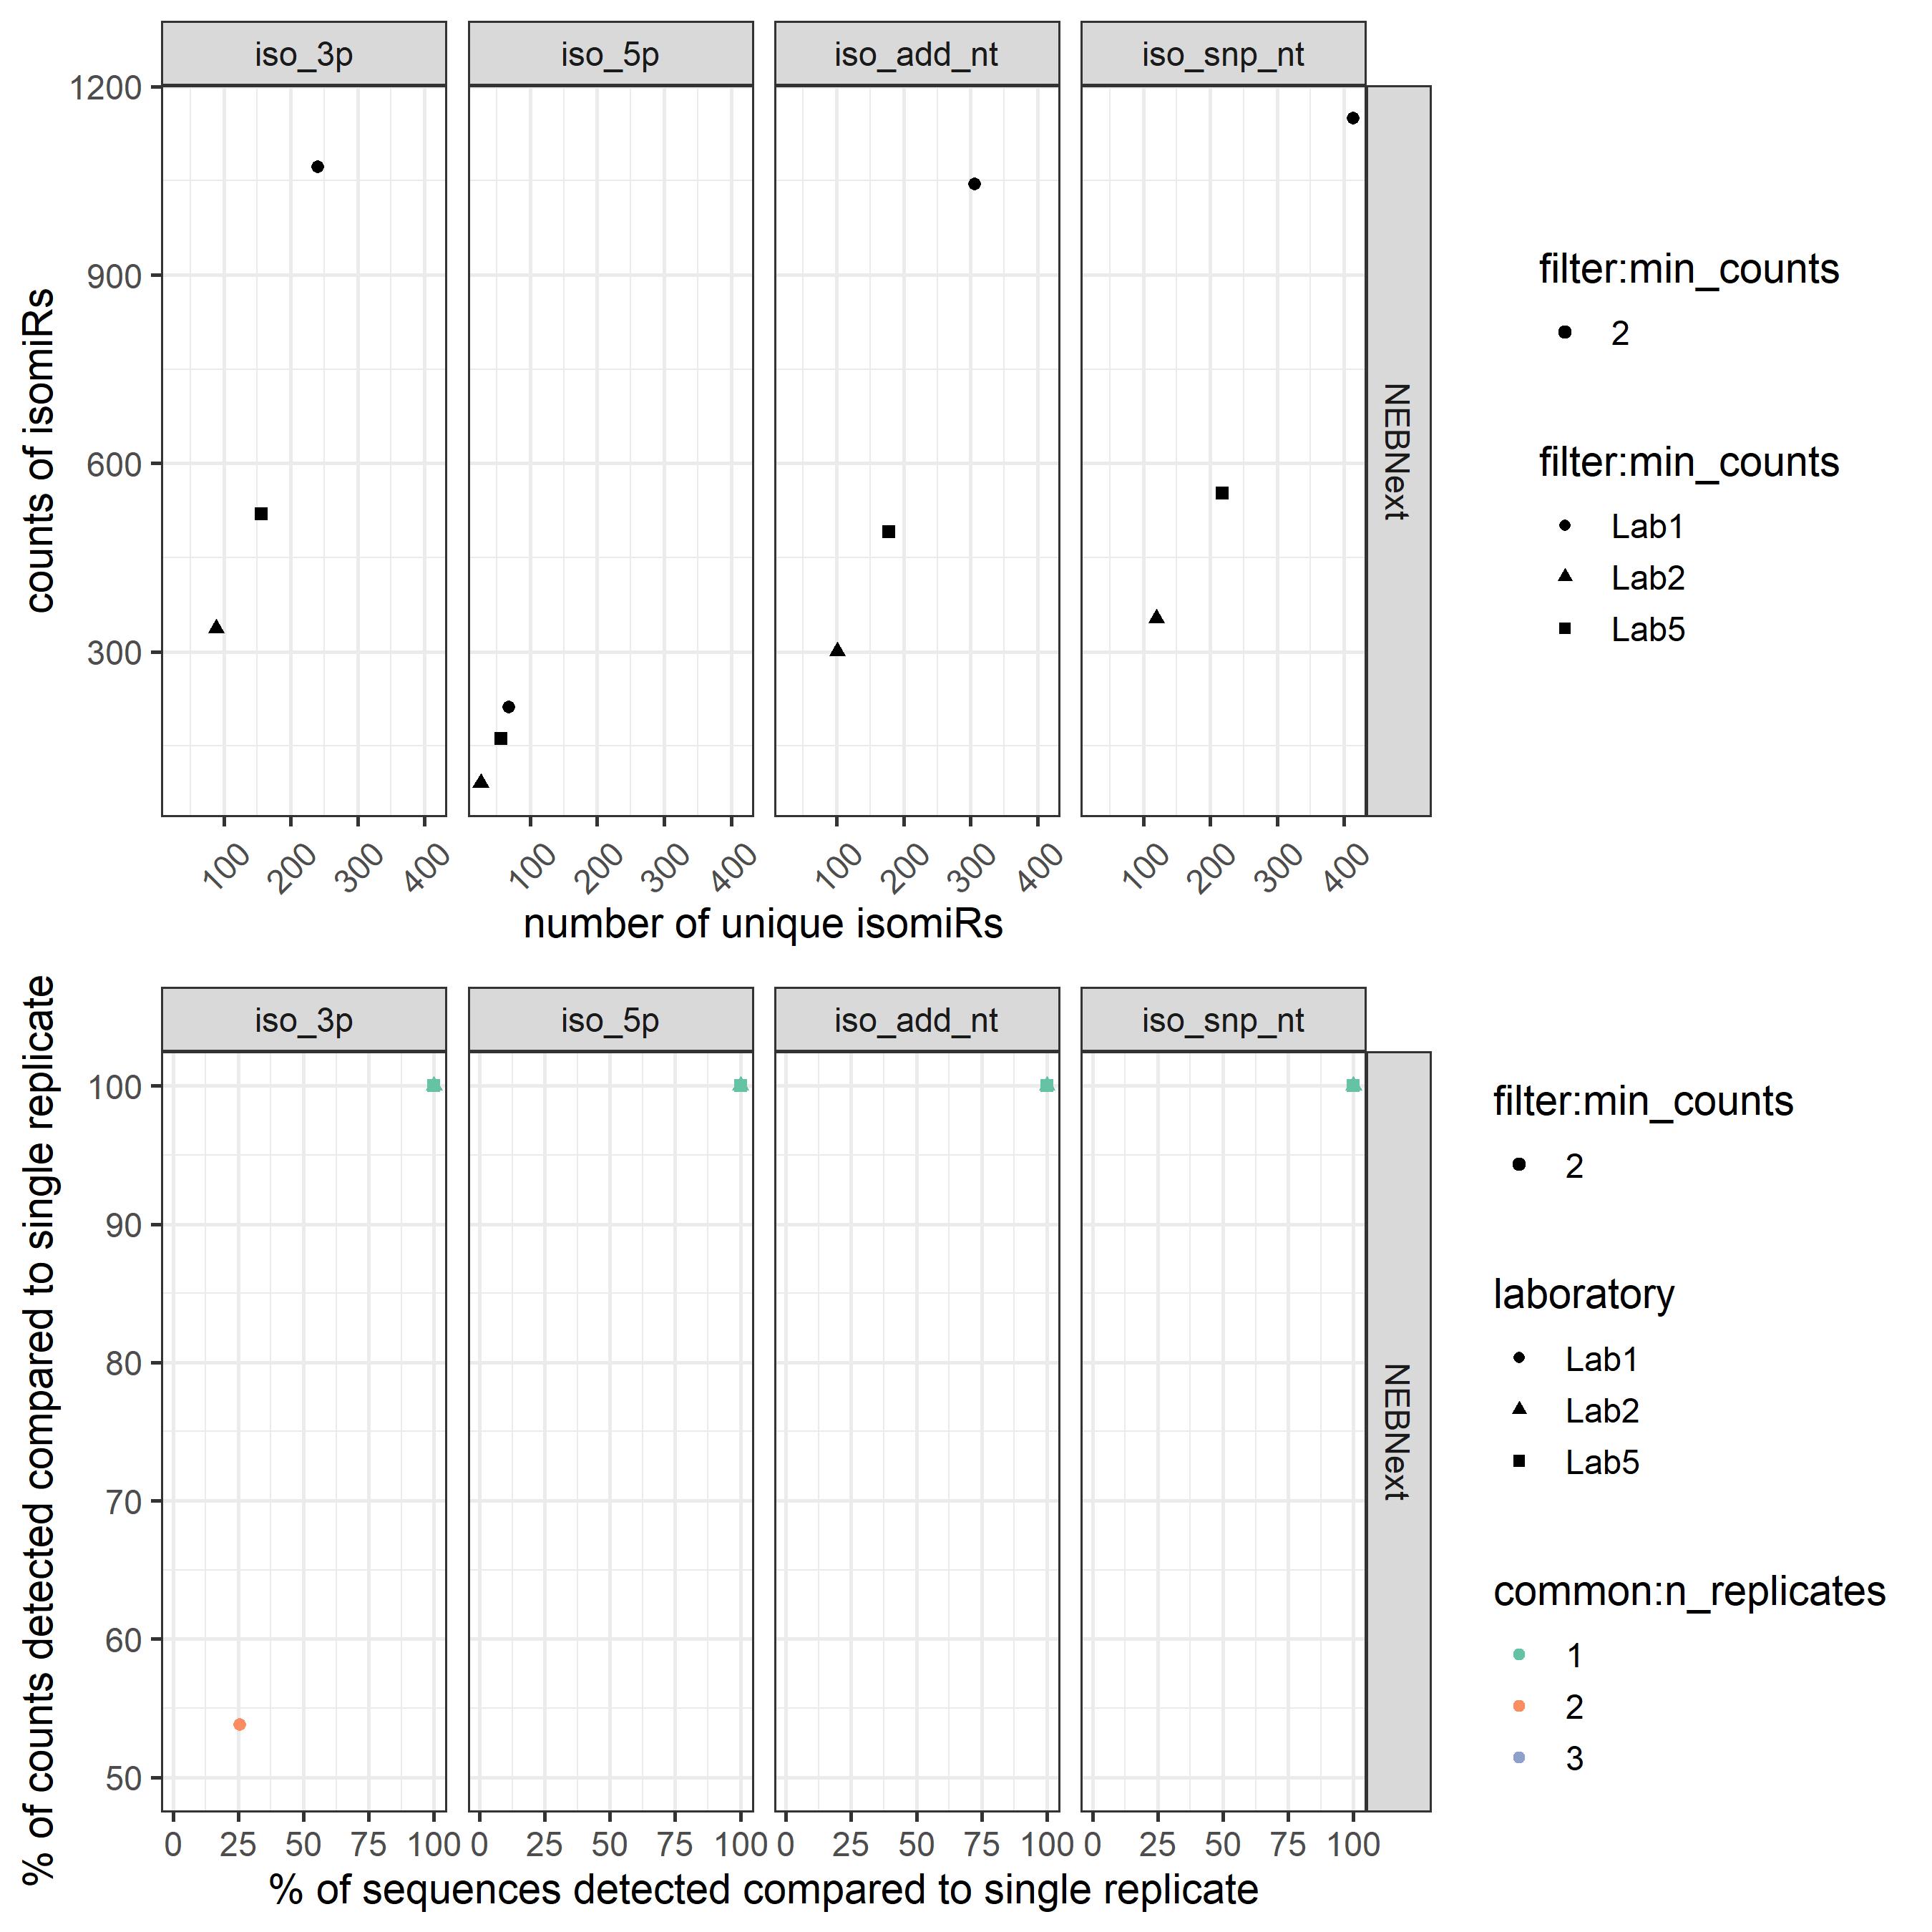 iso_3p iso_5p iso_add_nt iso_snp_nt
1200
900
600
300
counts of isomiRs
NEBNext
100 200 300 400 100 200 300 400 100 200 300 400 100 200 300 400
number of unique isomiRs
filter:min_counts
2
filter:min_counts
Lab1
Lab2
Lab5
iso_3p iso_5p iso_add_nt iso_snp_nt
100
90
80
70
60
50
% of counts detected compared to single replicate
NEBNext
0 25 50 75 100 0 25 50 75 100 0 25 50 75 100 0 25 50 75 100
% of sequences detected compared to single replicate
filter:min_counts
2
laboratory
Lab1
Lab2
Lab5
common:n_replicates
1
2
3